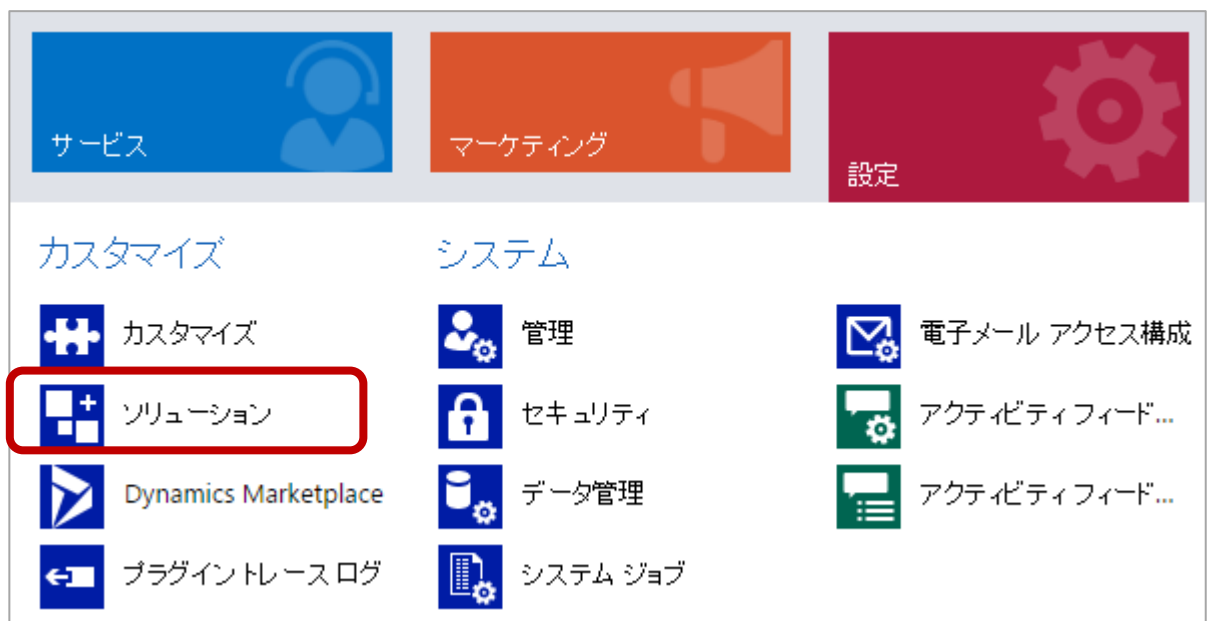 サービス
マーケティング
設定
カスタマイズ
システム
カスタマイズ
管理
電子メール アクセス構成
ソリューション
セキュリティ
アクティビティ フィード...
Dynamics Marketplace
データ管理
アクティビティ フィード...
プラグイン トレース ログ
システム ジョブ